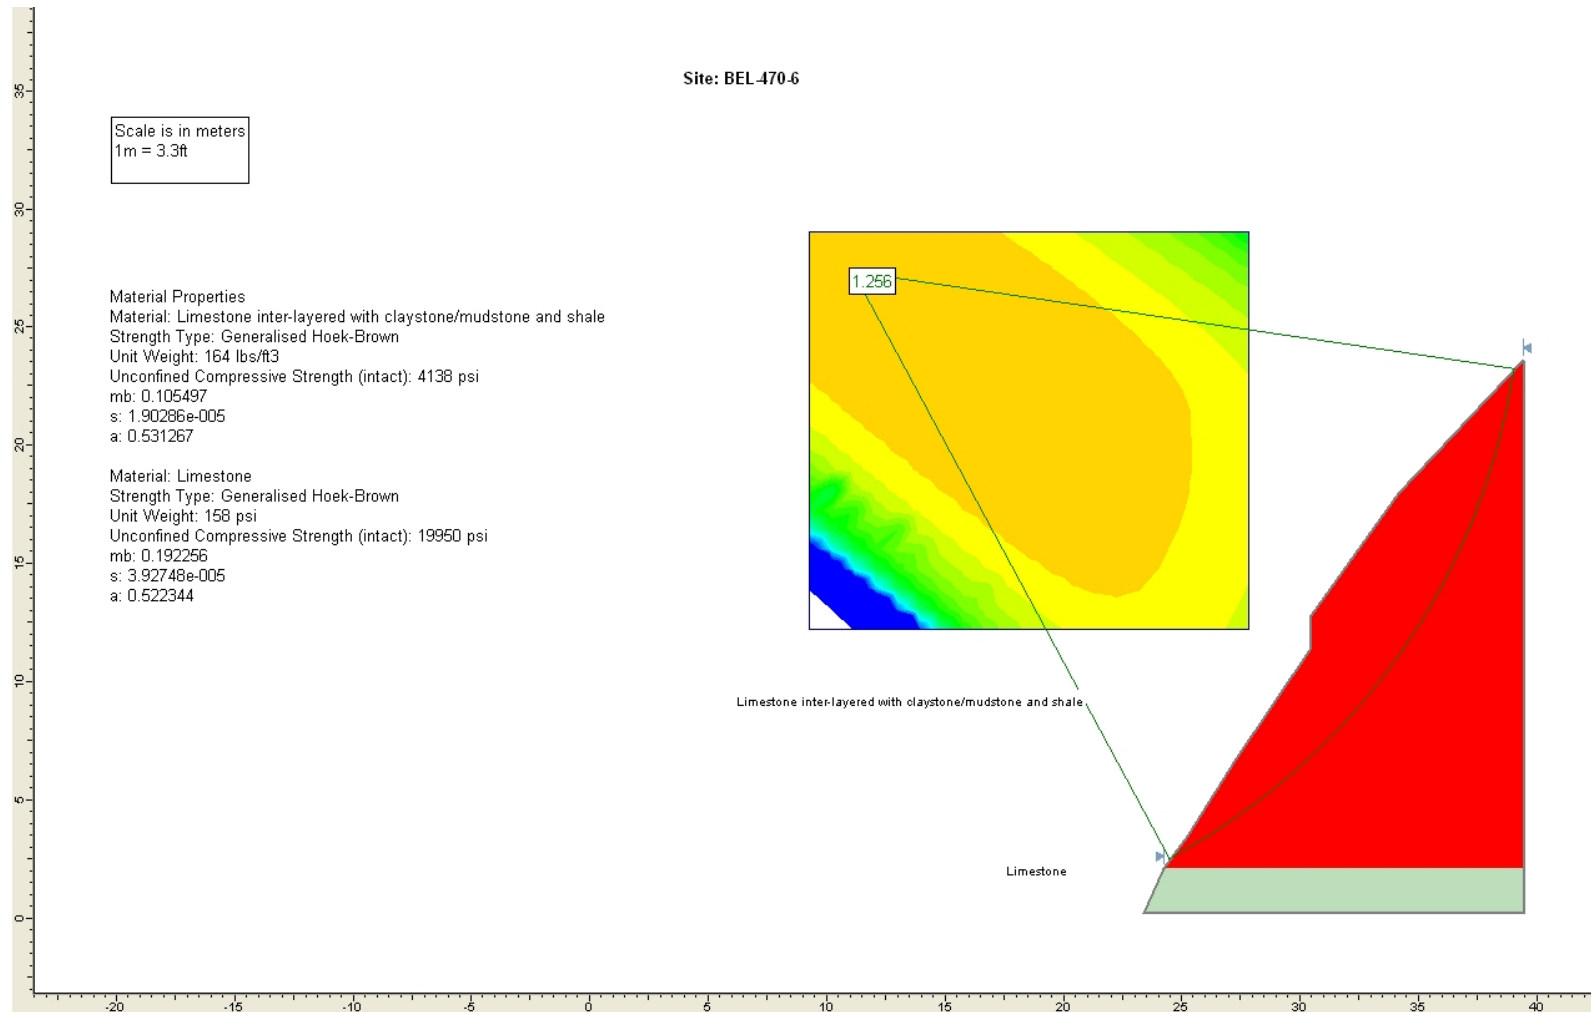 Site: BEL-470-6
Scale is in meters
1m = 3.3ft
Material Properties
Material: Limestone inter-layered with claystone/mudstone and shale
Strength Type: Generalised Hoek-Brown
Unit Weight: 164 lbs/ft3
Unconfined Compressive Strength (intact): 4138 psi
mb: 0.105497
s: 1.90286e-005
a: 0.531267
Material: Limestone
Strength Type: Generalised Hoek-Brown
Unit Weight: 158 psi
Unconfined Compressive Strength (intact): 19950 psi
mb: 0.192256
s: 3.92748e-005
a: 0.522344
1.256
Limestone inter-layered with claystone/mudstone and shale
Limestone
35
30
25
20
15
10
5
0
-20 -15 -10 -5 0 5 10 15 20 25 30 35 40